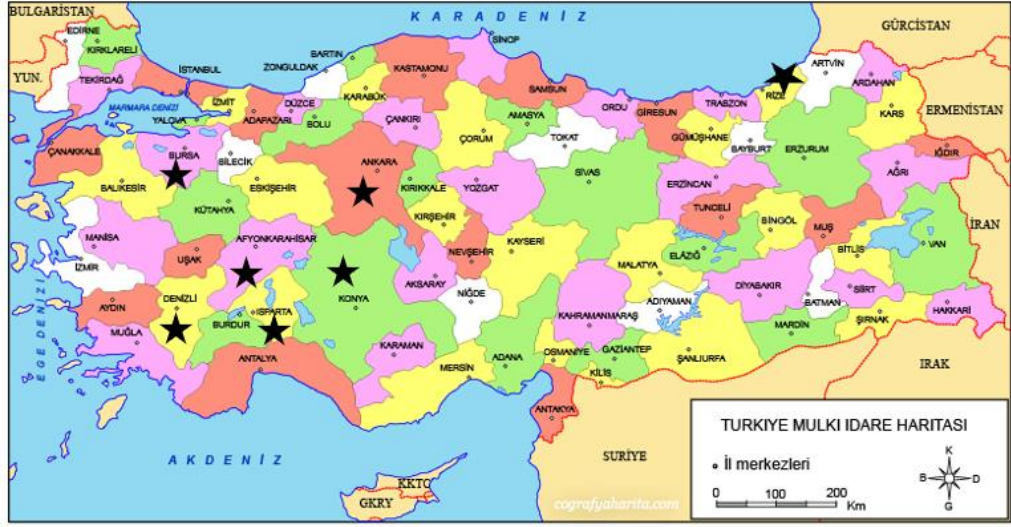 BULGARİSTAN
KARADENİZ
GÜRCİSTAN
EDİRNE
KIRKLARELİ
YUN.
TEKİRDAĞ
İSTANBUL
MARMARA DENİZİ
YALOVA
İZMİT
ADAPAZARI
DÜZCE
BOLU
ZONGULDAK
BARTIN
KARABÜK
KASTAMONU
SİNOP
SAMSUN
ÇANKIRI
ÇORUM
AMASYA
TOKAT
ORDU
GİRESUN
TRABZON
RİZE
ARTVİN
ARDAHAN
KARS
ERMENİSTAN
GÜMÜŞHANE
BAYBURT
ERZURUM
IĞDIR
AĞRI
ÇANAKKALE
BURSA
BİLECİK
BALIKESİR
ESKİŞEHİR
KÜTAHYA
ANKARA
KIRIKKALE
KIRŞEHİR
YOZGAT
SİVAS
ERZİNCAN
TUNCELİ
BİNGÖL
MUŞ
BİTLİS
VAN
İRAN
MANİSA
İZMİR
UŞAK
AFYONKARAHİSAR
KONYA
AKSARAY
NEVŞEHİR
KAYSERİ
NİĞDE
MALATYA
ELAZIĞ
DİYABAKIR
BATMAN
SİİRT
ŞIRNAK
HAKKARİ
EGE DENİZİ
AYDIN
DENİZLİ
MUĞLA
BURDUR
ISPARTA
ANTALYA
KARAMAN
MERSİN
ADANA
OSMANİYE
KAHRAMANMARAŞ
GAZİANTEP
KİLİS
ADIYAMAN
ŞANLIURFA
MARDİN
ANTAKYA
IRAK
SURİYE
AKDENİZ
KKTC
GKRY
TURKIYE MULKI IDARE HARITASI
İl merkezleri
0 100 200
Km
K
B D
G
cografyaharita.com